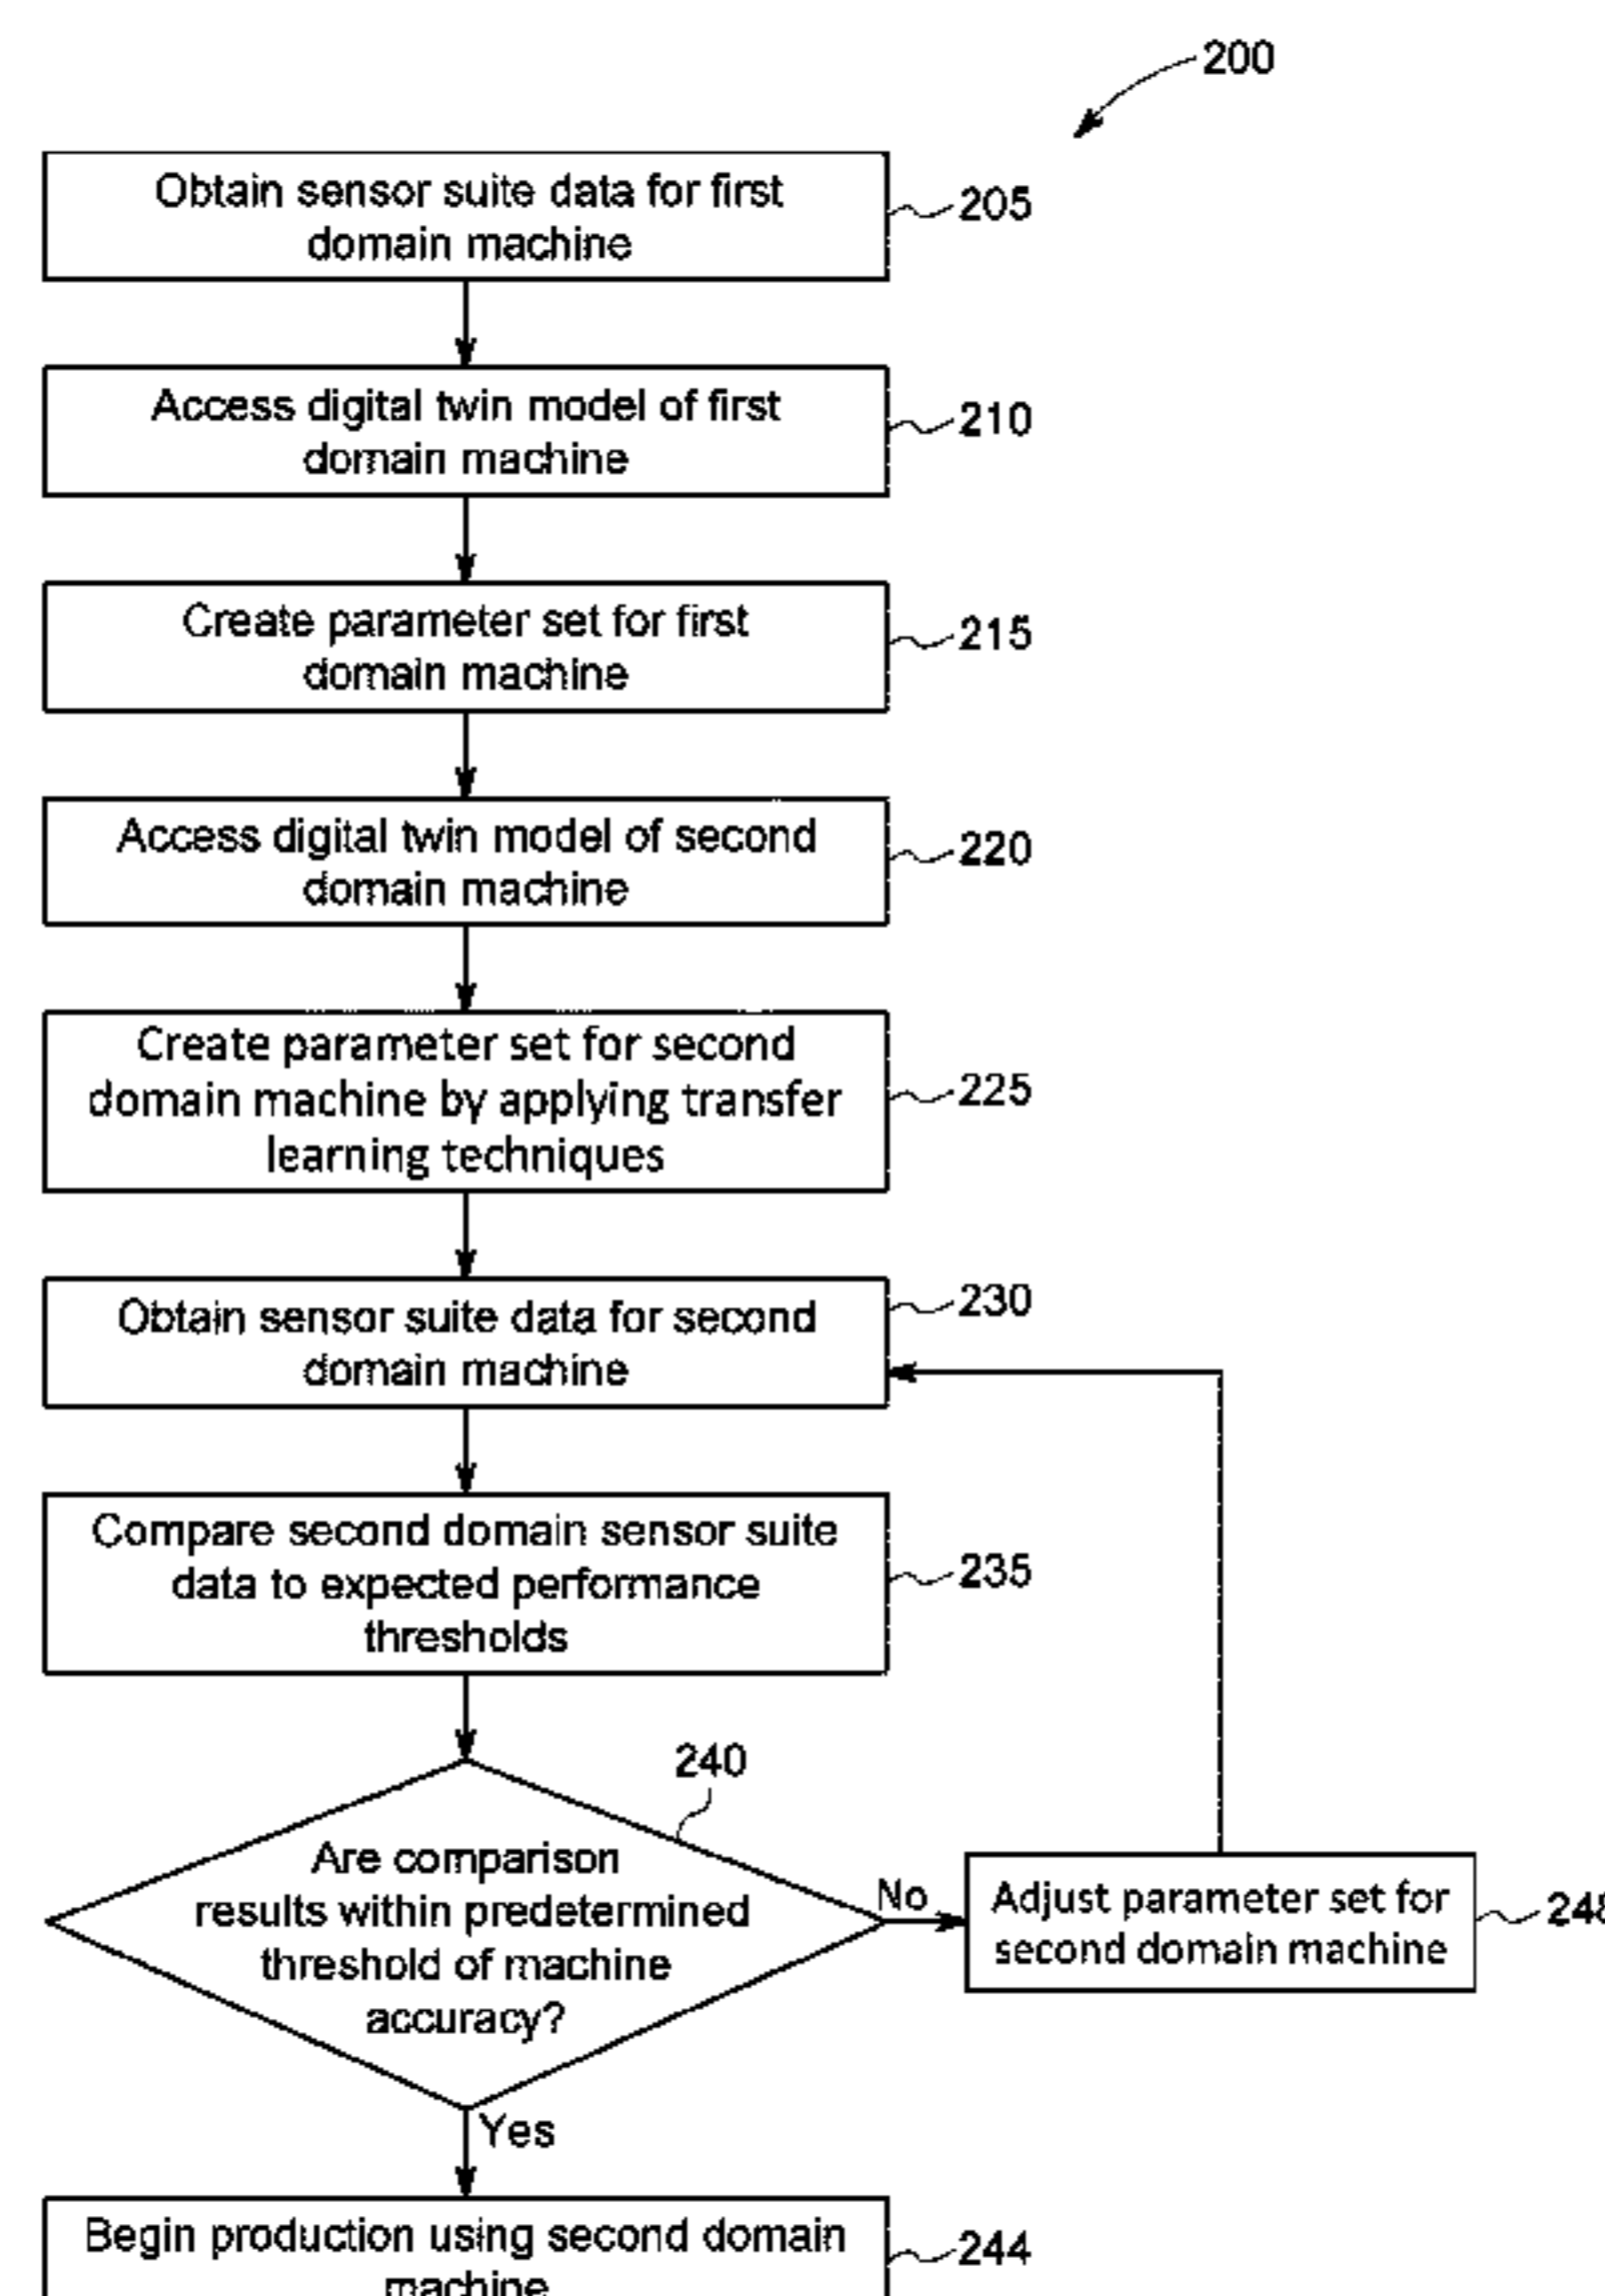 200
Obtain sensor suite data for first
domain machine
205
Access digital twin model of first
domain machine
210
Create parameter set for first
domain machine
215
Access digital twin model of second
domain machine
220
Create parameter set for second
domain machine by applying transfer
learning techniques
225
Obtain sensor suite data for second
domain machine
230
Compare second domain sensor suite
data to expected performance
thresholds
235
240
Are comparison
results within predetermined
threshold of machine
accuracy?
No
Adjust parameter set for
second domain machine
248
Yes
Begin production using second domain
machine
244